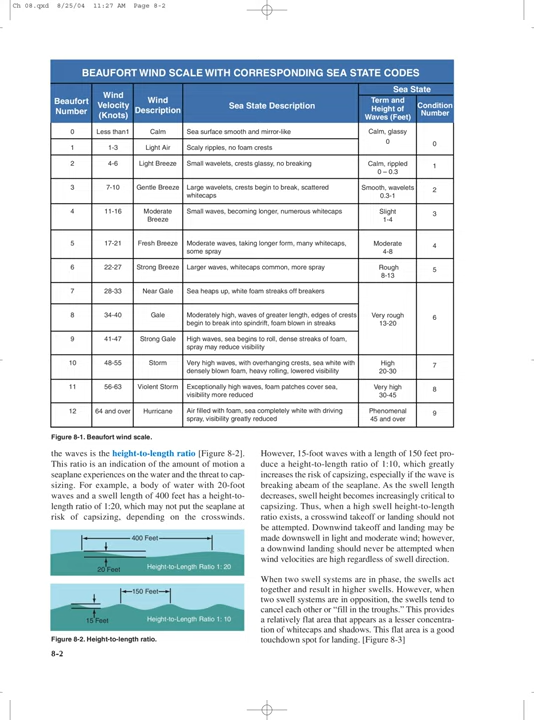 Ch 08.qxd 8/25/04 11:27 AM Page 8-2
BEAUFORT WIND SCALE WITH CORRESPONDING SEA STATE CODES
Beaufort Number
Wind Velocity (Knots)
Wind Description
Sea State Description
Sea State
Term and Height of Waves (Feet)
Condition Number
0 Less than1 Calm Sea surface smooth and mirror-like Calm, glassy
0
0
1 1-3 Light Air Scaly ripples, no foam crests
2 4-6 Light Breeze Small wavelets, crests glassy, no breaking Calm, rippled
0 – 0.3
1
3 7-10 Gentle Breeze Large wavelets, crests begin to break, scattered
whitecaps
Smooth, wavelets
0.3-1
2
4 11-16 Moderate
Breeze
Small waves, becoming longer, numerous whitecaps Slight
1-4
3
5 17-21 Fresh Breeze Moderate waves, taking longer form, many whitecaps,
some spray
Moderate
4-8
4
6 22-27 Strong Breeze Larger waves, whitecaps common, more spray Rough
8-13
5
7 28-33 Near Gale Sea heaps up, white foam streaks off breakers
8 34-40 Gale Moderately high, waves of greater length, edges of crests
begin to break into spindrift, foam blown in streaks
Very rough
13-20
6
9 41-47 Strong Gale High waves, sea begins to roll, dense streaks of foam,
spray may reduce visibility
10 48-55 Storm Very high waves, with overhanging crests, sea white with
densely blown foam, heavy rolling, lowered visibility
High
20-30
7
11 56-63 Violent Storm Exceptionally high waves, foam patches cover sea,
visibility more reduced
Very high
30-45
8
12 64 and over Hurricane Air filled with foam, sea completely white with driving
spray, visibility greatly reduced
Phenomenal
45 and over
9
Figure 8-1. Beaufort wind scale.
the waves is the height-to-length ratio [Figure 8-2].
This ratio is an indication of the amount of motion a
seaplane experiences on the water and the threat to cap-
sizing. For example, a body of water with 20-foot
waves and a swell length of 400 feet has a height-to-
length ratio of 1:20, which may not put the seaplane at
risk of capsizing, depending on the crosswinds.
400 Feet
20 Feet
Height-to-Length Ratio 1: 20
150 Feet
15 Feet
Height-to-Length Ratio 1: 10
Figure 8-2. Height-to-length ratio.
8-2
However, 15-foot waves with a length of 150 feet pro-
duce a height-to-length ratio of 1:10, which greatly
increases the risk of capsizing, especially if the wave is
breaking abeam of the seaplane. As the swell length
decreases, swell height becomes increasingly critical to
capsizing. Thus, when a high swell height-to-length
ratio exists, a crosswind takeoff or landing should not
be attempted. Downwind takeoff and landing may be
made downswell in light and moderate wind; however,
a downwind landing should never be attempted when
wind velocities are high regardless of swell direction.
When two swell systems are in phase, the swells act
together and result in higher swells. However, when
two swell systems are in opposition, the swells tend to
cancel each other or “fill in the troughs.” This provides
a relatively flat area that appears as a lesser concentra-
tion of whitecaps and shadows. This flat area is a good
touchdown spot for landing. [Figure 8-3]